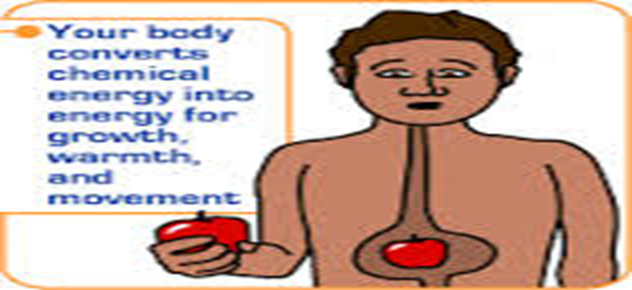 Your body
converts
chemical
energy into
energy for
growth,
warmth,
and
movement